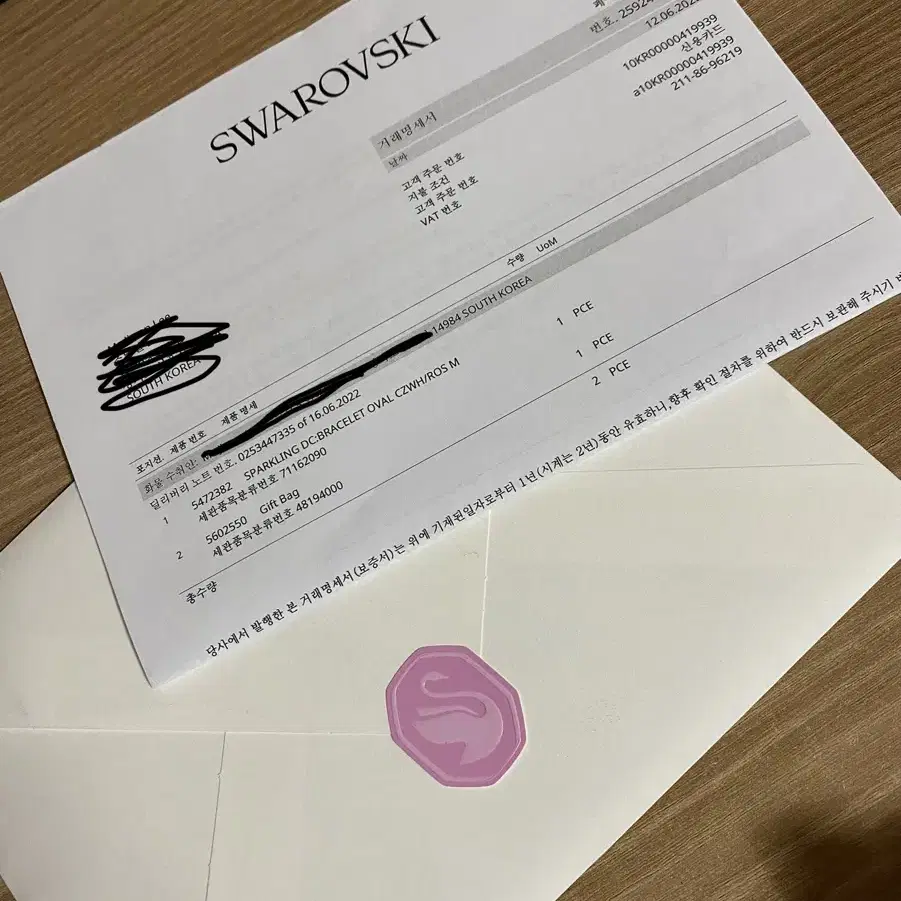 SWAROVSKI
번호. 2592
거래명세서
날짜 12.06.202
고객 주문 번호 10KR00000419939
지불 조건 신용카드
고객 주문 번호 a10KR00000419939
VAT 번호 211-86-96219
SOUTH KOREA
포지션 제품 번호 제품 명세 수량 UoM
화물 수위인: 14984 SOUTH KOREA
딜리버리 노트 번호. 0253447335 of 16.06.2022
1 5472382 SPARKLING DC:BRACELET OVAL CZWH/ROS M 1 PCE
세관품목분류번호 71162090
2 5602550 Gift Bag 1 PCE
세관품목분류번호 48194000
총수량 2 PCE
당사에서 발행한 본 거래명세서(보증서)는 위에 기재된일자로부터 1년(시계는 2년)동안 유효하니,향후 확인 절차를 위하여 반드시 보관해 주시기